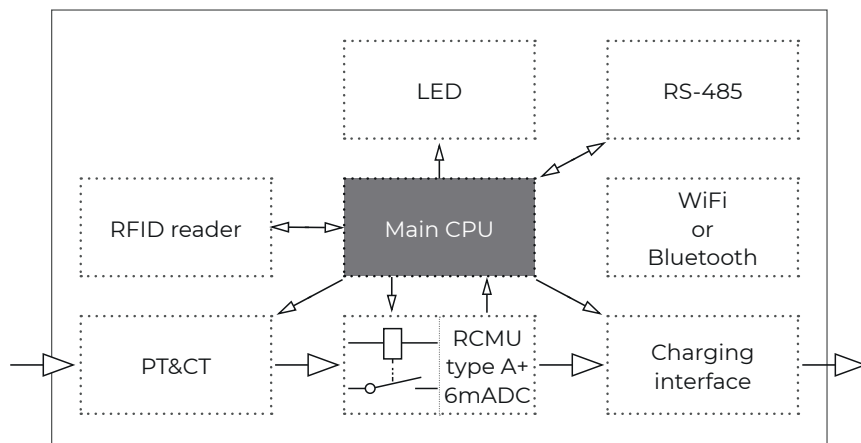 LED
RS-485
RFID reader
Main CPU
WiFi
or
Bluetooth
PT&CT
RCMU
type A+
6mADC
Charging
interface